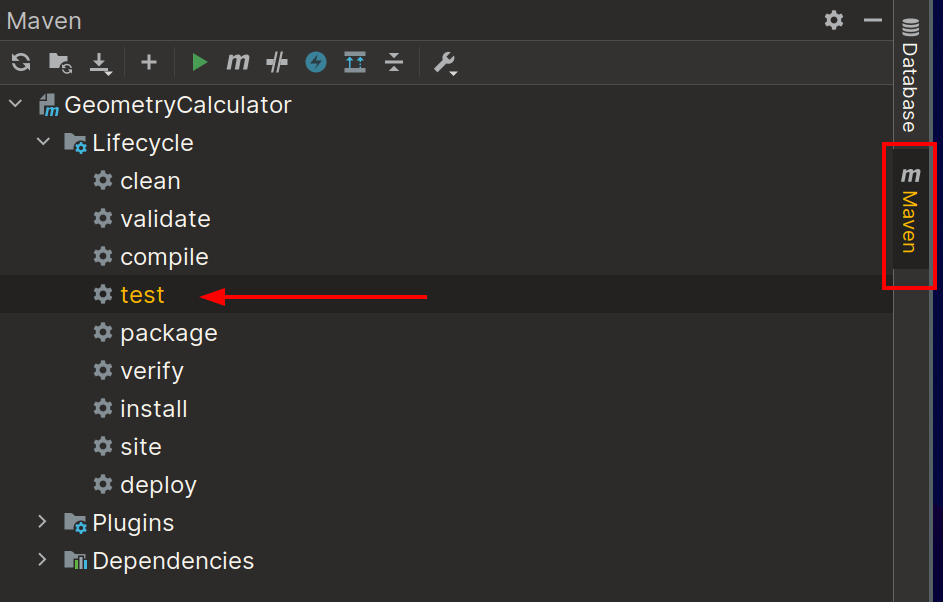 Maven
GeometryCalculator
Lifecycle
clean
validate
compile
test
package
verify
install
site
deploy
Plugins
Dependencies
Database
m
Maven